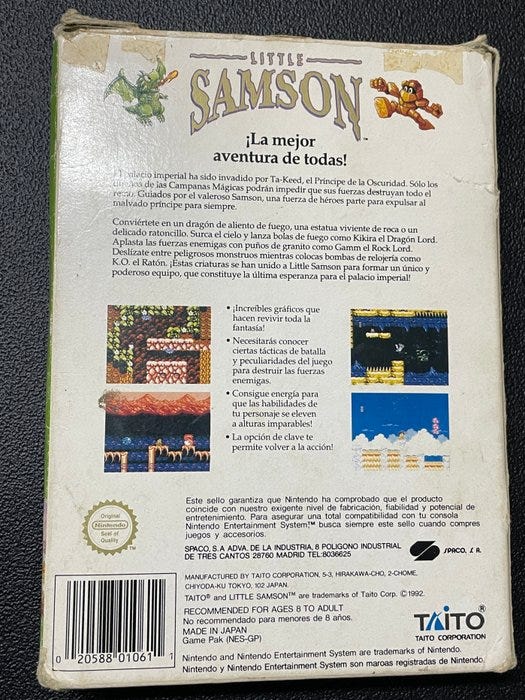 LITTLE
SAMSON™
¡La mejor
aventura de todas!
palacio imperial ha sido invadido por Ta-Keed, el Príncipe de la Oscuridad. Sólo los
de las Campanas Mágicas podrán impedir que sus fuerzas destruyan todo el
Guiados por el valeroso Samson, una fuerza de héroes parte para expulsar al
malvado príncipe para siempre.
Conviértete en un dragón de aliento de fuego, una estatua viviente de roca o un
delicado ratoncillo. Surca el cielo y lanza bolas de fuego como Kikira el Dragón Lord.
Aplasta las fuerzas enemigas con puños de granito como Gamm el Rock Lord.
Deslízate entre peligrosos monstruos mientras colocas bombas de relojería como
K.O. el Ratón. ¡Estas criaturas se han unido a Little Samson para formar un único y
poderoso equipo, que constituye la última esperanza para el palacio imperial!
• ¡Increíbles gráficos que
hacen revivir toda la
fantasía!
• Necesitarás conocer
ciertas tácticas de batalla
y peculiaridades del juego
para destruir las fuerzas
enemigas.
• Consigue energía para
que las habilidades de
tu personaje se eleven
a alturas imparables!
• La opción de clave te
permite volver a la acción!
Este sello garantiza que Nintendo ha comprobado que el producto
coincide con nuestro exigente nivel de fabricación, fiabilidad y potencial de
entretenimiento. Para asegurar una total compatibilidad con tu consola
Nintendo Entertainment System™ busca siempre este sello cuando compres
juegos y accesorios.
Original
Nintendo
Seal of
Quality
TM
SPACO, S.A ADVA. DE LA INDUSTRIA, 8 POLIGONO INDUSTRIAL
DE TRES CANTOS 28760 MADRID TEL:8036625
SPACO, S.A.
MANUFACTURED BY TAITO CORPORATION, 5-3, HIRAKAWA-CHO, 2-CHOME,
CHIYODA-KU TOKYO, 102 JAPAN.
TAITO® and LITTLE SAMSON™ are trademarks of Taito Corp. ©1992.
RECOMMENDED FOR AGES 8 TO ADULT
No recomendado para menores de 8 años.
MADE IN JAPAN
Game Pak (NES-GP)
TAITO®
TAITO CORPORATION
0 20588 01061 1
Nintendo and Nintendo Entertainment System are trademarks of Nintendo.
Nintendo y Nintendo Entertainment System son maroas registradas de Nintendo.